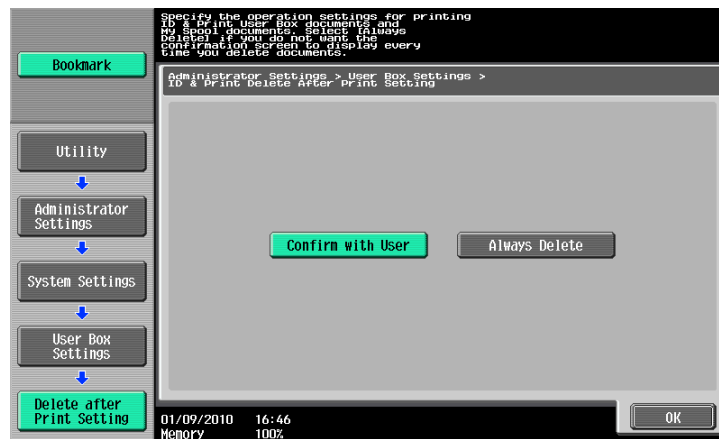 Specify the operation settings for printing
ID & Print User Box documents and
My Spool documents. Select [Always
Delete] if you do not want the
confirmation screen to display every
time you delete documents.
Bookmark
Administrator Settings > User Box Settings >
ID & Print Delete After Print Setting
Utility
Administrator
Settings
System Settings
User Box
Settings
Delete after
Print Setting
Confirm with User
Always Delete
01/09/2010 16:46
Memory 100%
OK